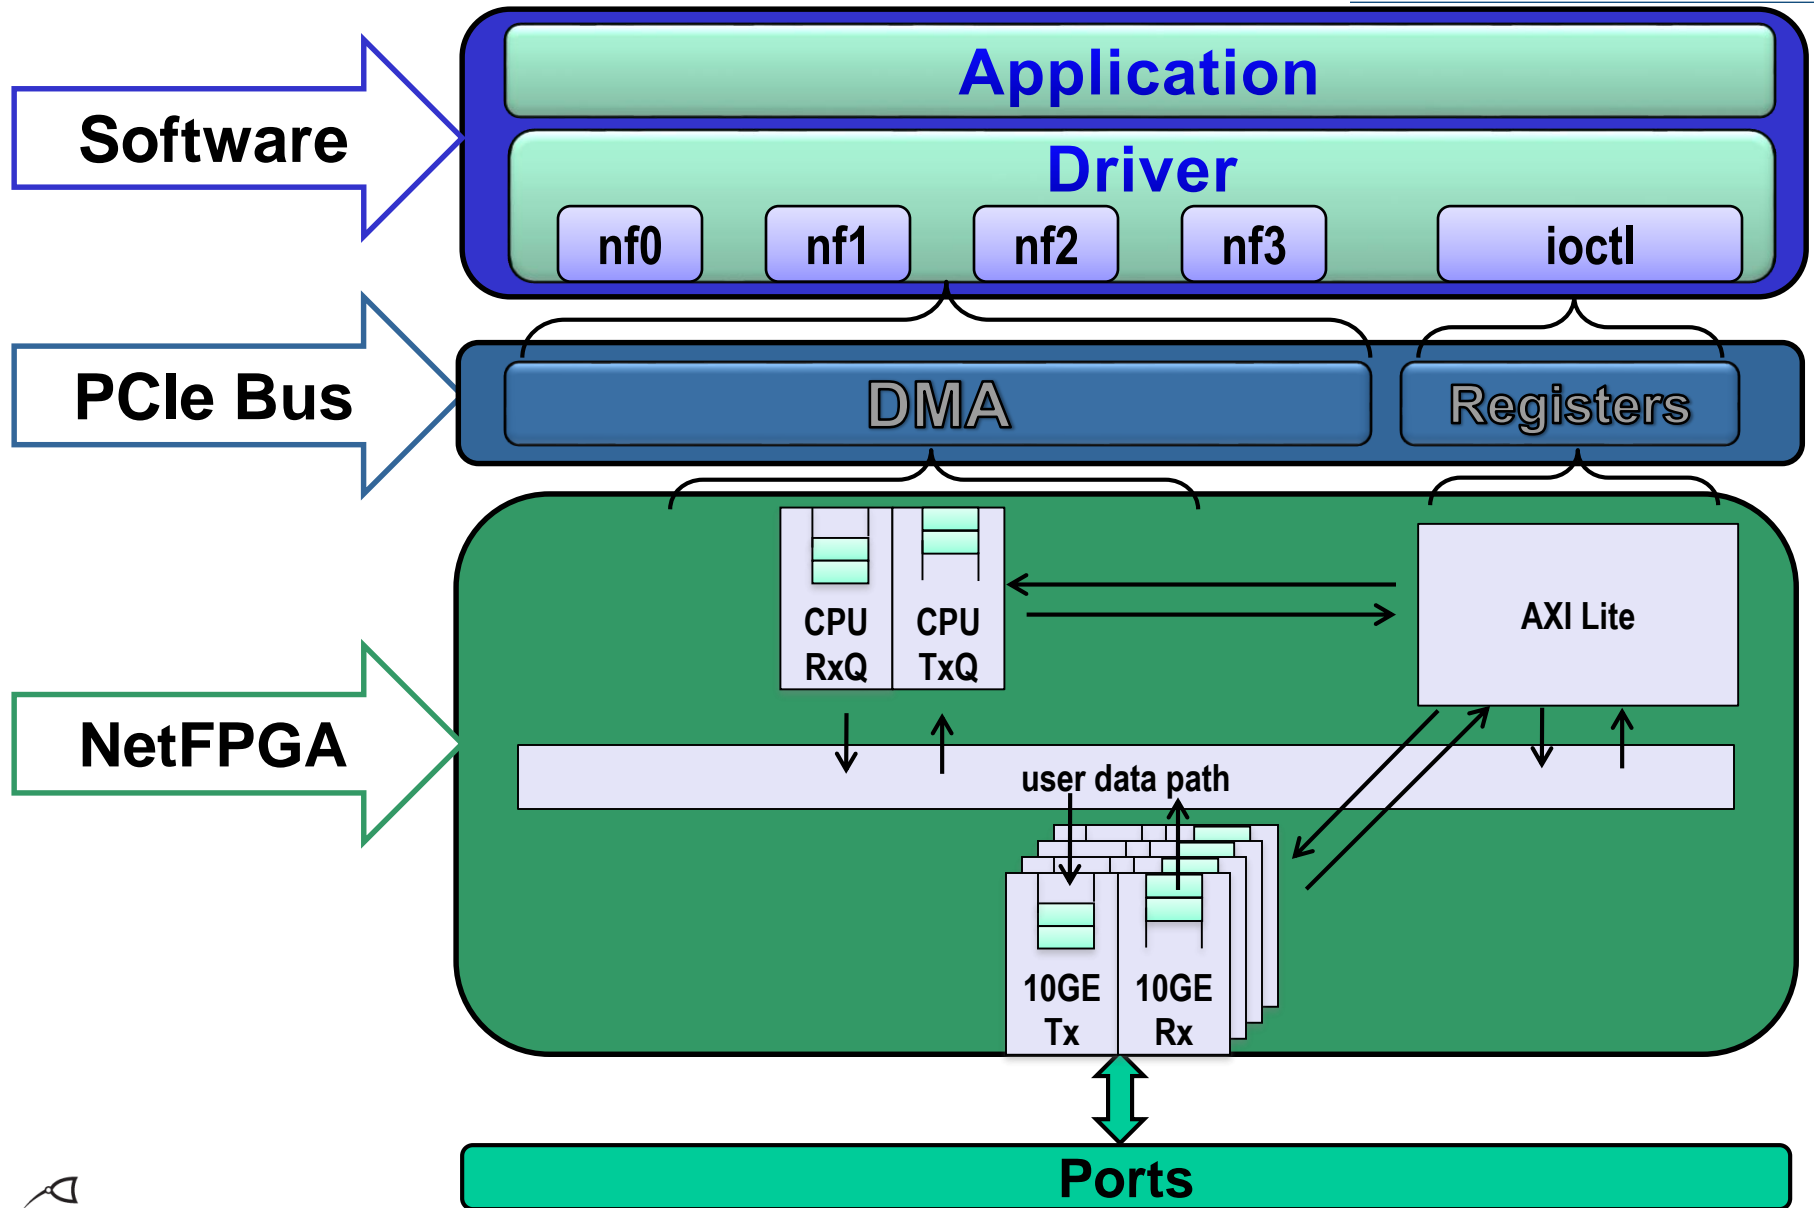 Application
Software
Driver
nf0 nf1 nf2 nf3 ioctl
PCIe Bus
DMA Registers
CPU RxQ
CPU TxQ
AXI Lite
NetFPGA
user data path
10GE Tx
10GE Rx
Ports